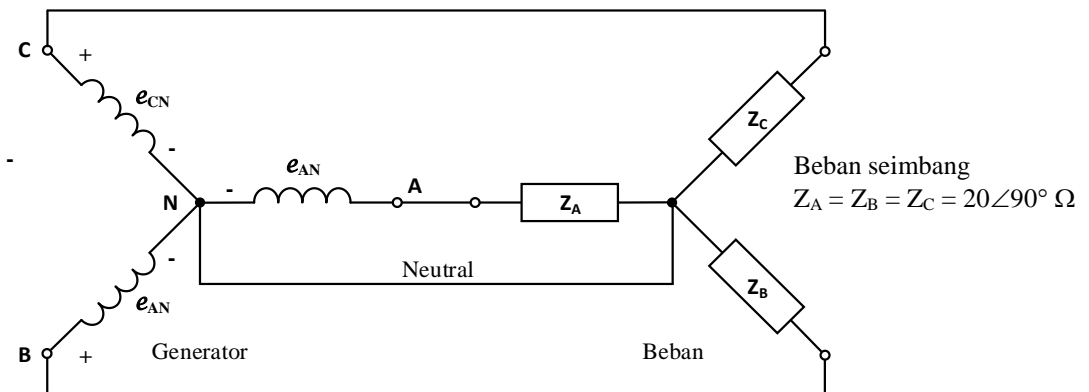 C
+
e_CN
-
-
e_AN
-
A
N
Z_A
Z_C
Beban seimbang
Z_A = Z_B = Z_C = 20∠90° Ω
-
Neutral
e_AN
Z_B
B
+
Generator
Beban